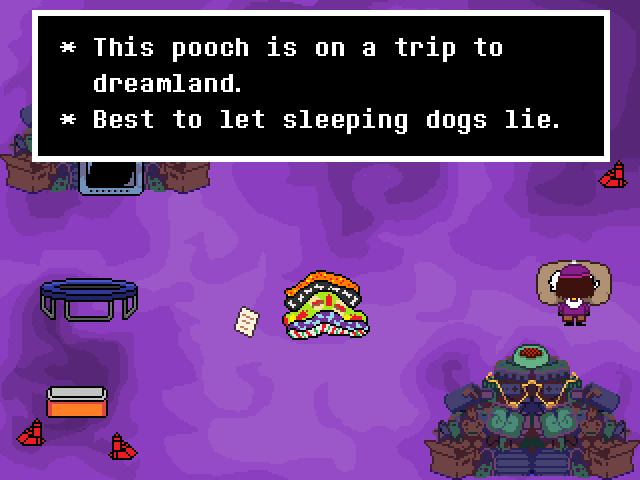 * This pooch is on a trip to
dreamland.
* Best to let sleeping dogs lie.